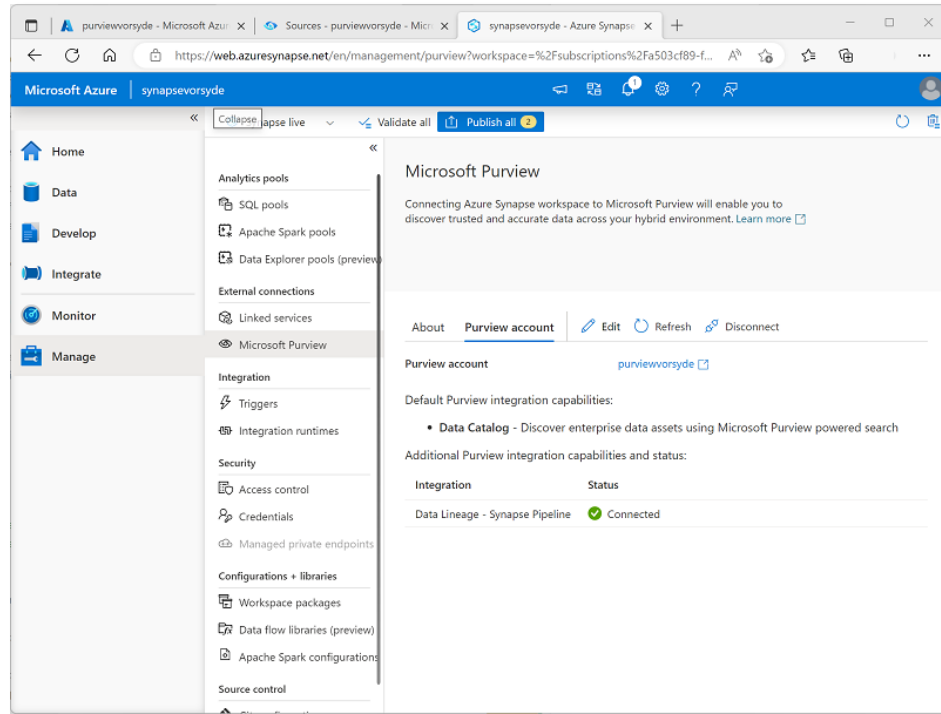 purviewvorsyde - Microsoft Azur
Sources - purviewvorsyde - Micr
synapsevorsyde - Azure Synapse
https://web.azuresynapse.net/en/management/purview?workspace=%2Fsubscriptions%2Fa503cf89-f...
Microsoft Azure
synapsevorsyde
1
Collapse
apse live
Validate all
Publish all 2
Home
Data
Develop
Integrate
Monitor
Manage
Analytics pools
SQL pools
Apache Spark pools
Data Explorer pools (preview)
External connections
Linked services
Microsoft Purview
Integration
Triggers
Integration runtimes
Security
Access control
Credentials
Managed private endpoints
Configurations + libraries
Workspace packages
Data flow libraries (preview)
Apache Spark configurations
Source control
Microsoft Purview
Connecting Azure Synapse workspace to Microsoft Purview will enable you to
discover trusted and accurate data across your hybrid environment. Learn more
About Purview account Edit Refresh Disconnect
Purview account purviewvorsyde
Default Purview integration capabilities:
• Data Catalog - Discover enterprise data assets using Microsoft Purview powered search
Additional Purview integration capabilities and status:
Integration Status
Data Lineage - Synapse Pipeline Connected